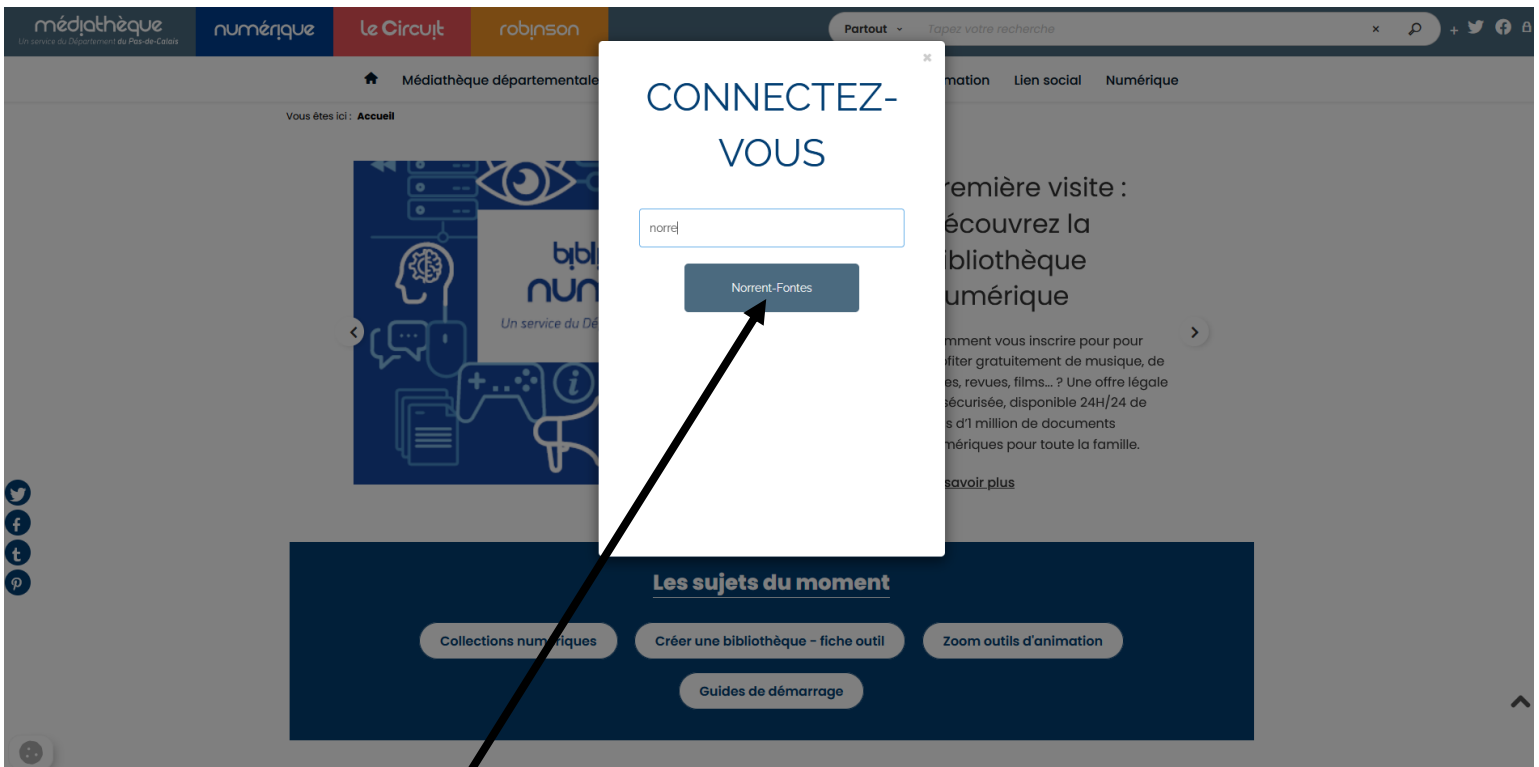 médiathèque
Un service du Département du Pas-de-Calais
numérique
le Circuit
robinson
Partout
Tapez votre recherche
×
+
Médiathèque départementale
mation
Lien social
Numérique
Vous êtes ici : Accueil
×
CONNECTEZ-
VOUS
norre
Norrent-Fontes
bibl
num
Un service du Dé
remière visite :
écouvrez la
ibliothèque
umérique
mment vous inscrire pour pour
fiter gratuitement de musique, de
es, revues, films... ? Une offre légale
sécurisée, disponible 24H/24 de
s d'1 million de documents
mériques pour toute la famille.
savoir plus
Les sujets du moment
Collections numériques
Créer une bibliothèque - fiche outil
Zoom outils d'animation
Guides de démarrage